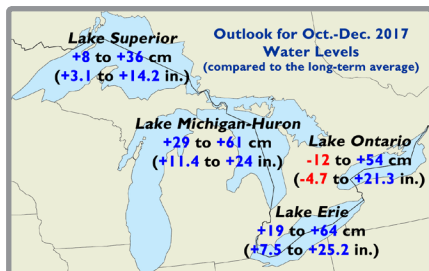 Outlook for Oct.-Dec. 2017
Water Levels
(compared to the long-term average)
Lake Superior
+8 to +36 cm
(+3.1 to +14.2 in.)
Lake Michigan-Huron
+29 to +61 cm
(+11.4 to +24 in.)
Lake Ontario
-12 to +54 cm
(-4.7 to +21.3 in.)
Lake Erie
+19 to +64 cm
(+7.5 to +25.2 in.)